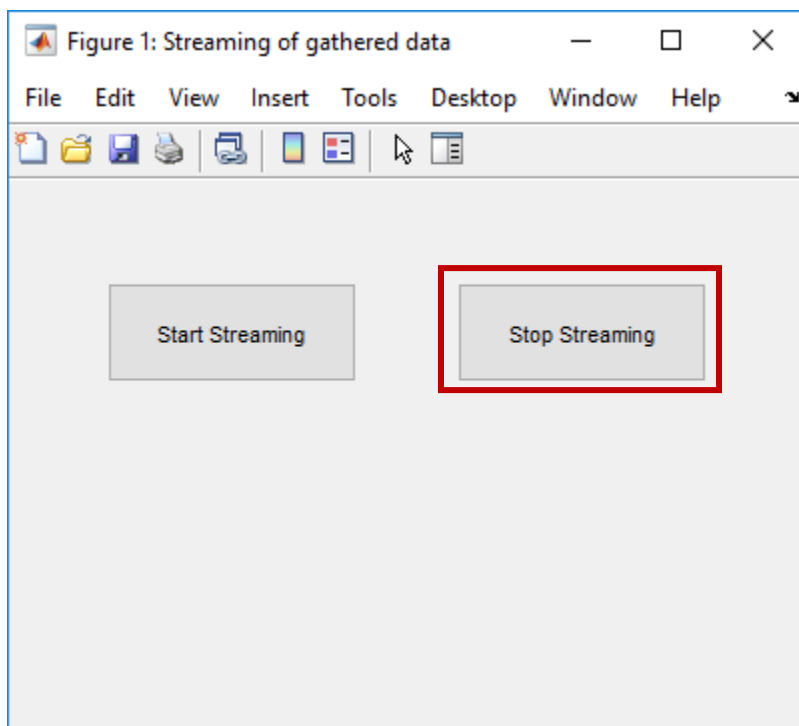 Figure 1: Streaming of gathered data
File Edit View Insert Tools Desktop Window Help
Start Streaming Stop Streaming